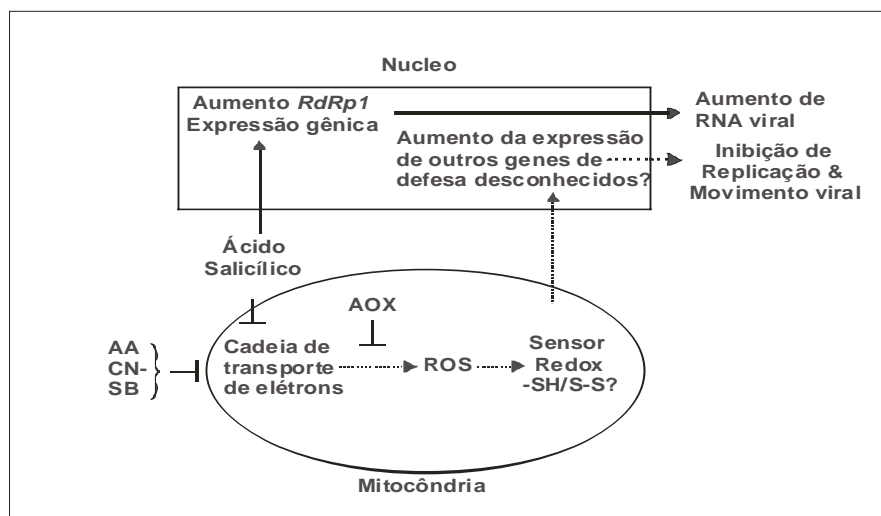 Nucleo
Aumento RdRp1
Expressão gênica
Aumento de
RNA viral
Aumento da expressão
de outros genes de
defesa desconhecidos?
Inibição de
Replicação &
Movimento viral
Ácido
Salicílico
AOX
AA
CN-
SB
Cadeia de
transporte
de elétrons
ROS
Sensor
Redox
-SH/S-S?
Mitocôndria